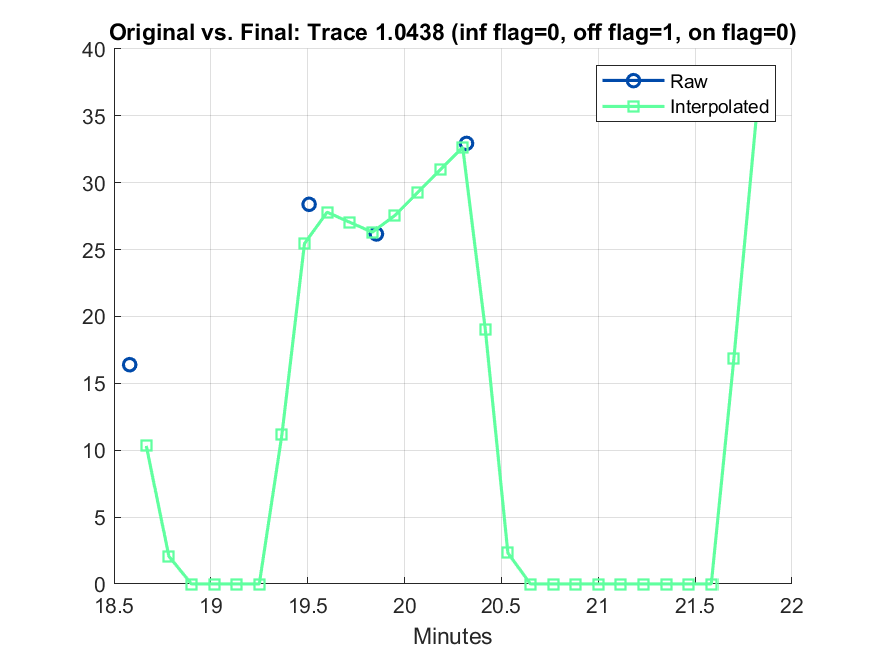 Original vs. Final: Trace 1.0438 (inf flag=0, off flag=1, on flag=0)
40
35
30
25
20
15
10
5
0
Raw
Interpolated
18.5 19 19.5 20 20.5 21 21.5 22
Minutes